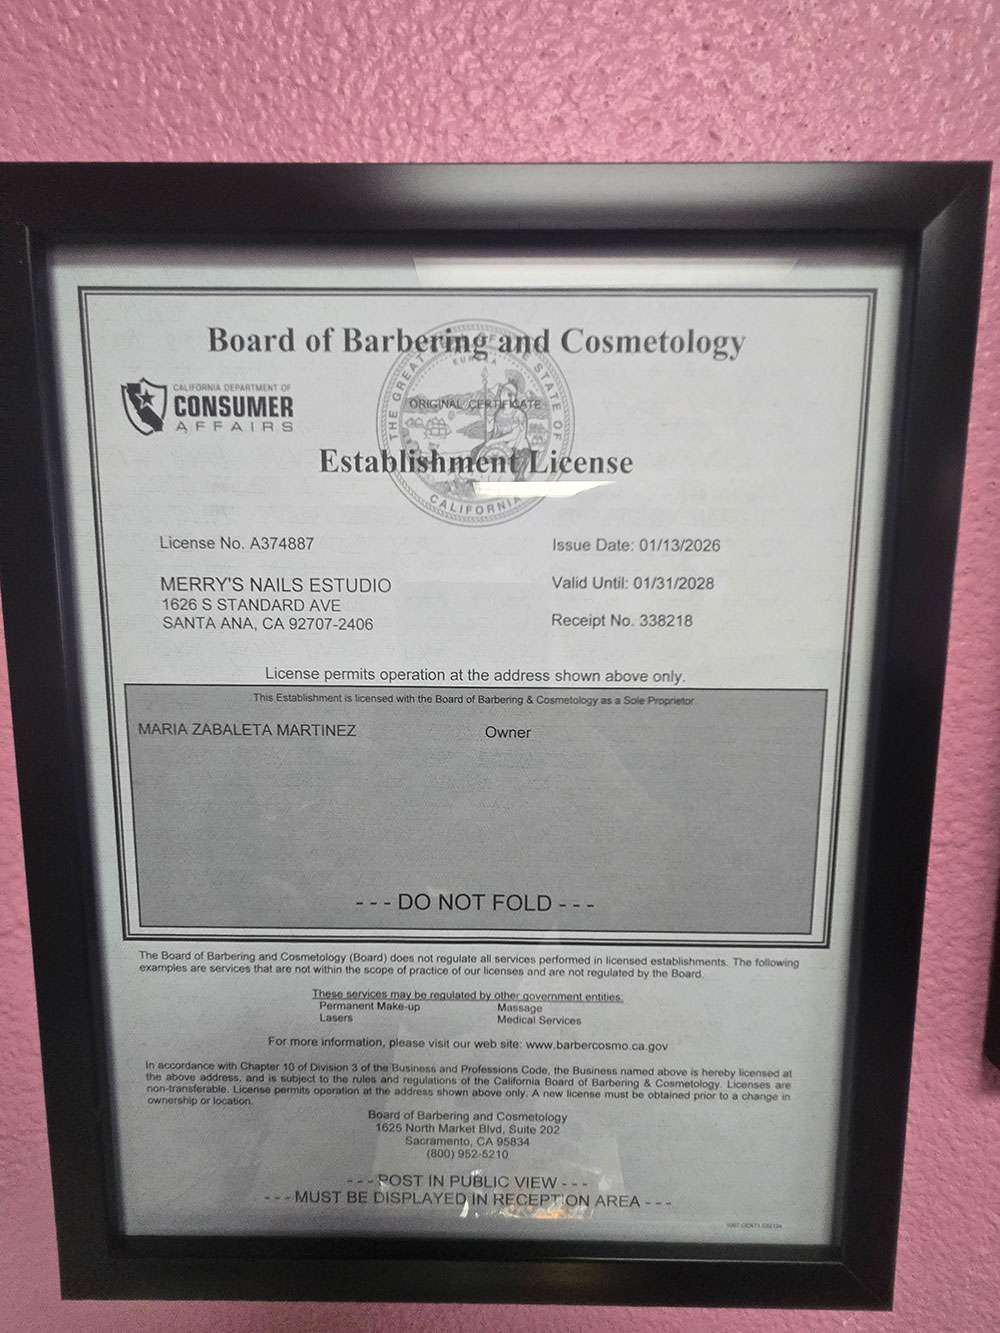 Board of Barbering and Cosmetology
THE GREAT SEAL OF THE STATE OF CALIFORNIA
EUREKA
CALIFORNIA DEPARTMENT OF
CONSUMER
AFFAIRS
ORIGINAL CERTIFICATE
Establishment License
License No. A374887
Issue Date: 01/13/2026
MERRY'S NAILS ESTUDIO
Valid Until: 01/31/2028
1626 S STANDARD AVE
SANTA ANA, CA 92707-2406
Receipt No. 338218
License permits operation at the address shown above only.
This Establishment is licensed with the Board of Barbering & Cosmetology as a Sole Proprietor
MARIA ZABALETA MARTINEZ Owner
- - - DO NOT FOLD - - -
The Board of Barbering and Cosmetology (Board) does not regulate all services performed in licensed establishments. The following
examples are services that are not within the scope of practice of our licenses and are not regulated by the Board.
These services may be regulated by other government entities:
Permanent Make-up Massage
Lasers Medical Services
For more information, please visit our web site: www.barbercosmo.ca.gov
In accordance with Chapter 10 of Division 3 of the Business and Professions Code, the Business named above is hereby licensed at
the above address, and is subject to the rules and regulations of the California Board of Barbering & Cosmetology. Licenses are
non-transferable. License permits operation at the address shown above only. A new license must be obtained prior to a change in
ownership or location.
Board of Barbering and Cosmetology
1625 North Market Blvd, Suite 202
Sacramento, CA 95834
(800) 952-5210
- - - POST IN PUBLIC VIEW - - -
- - - MUST BE DISPLAYED IN RECEPTION AREA - - -